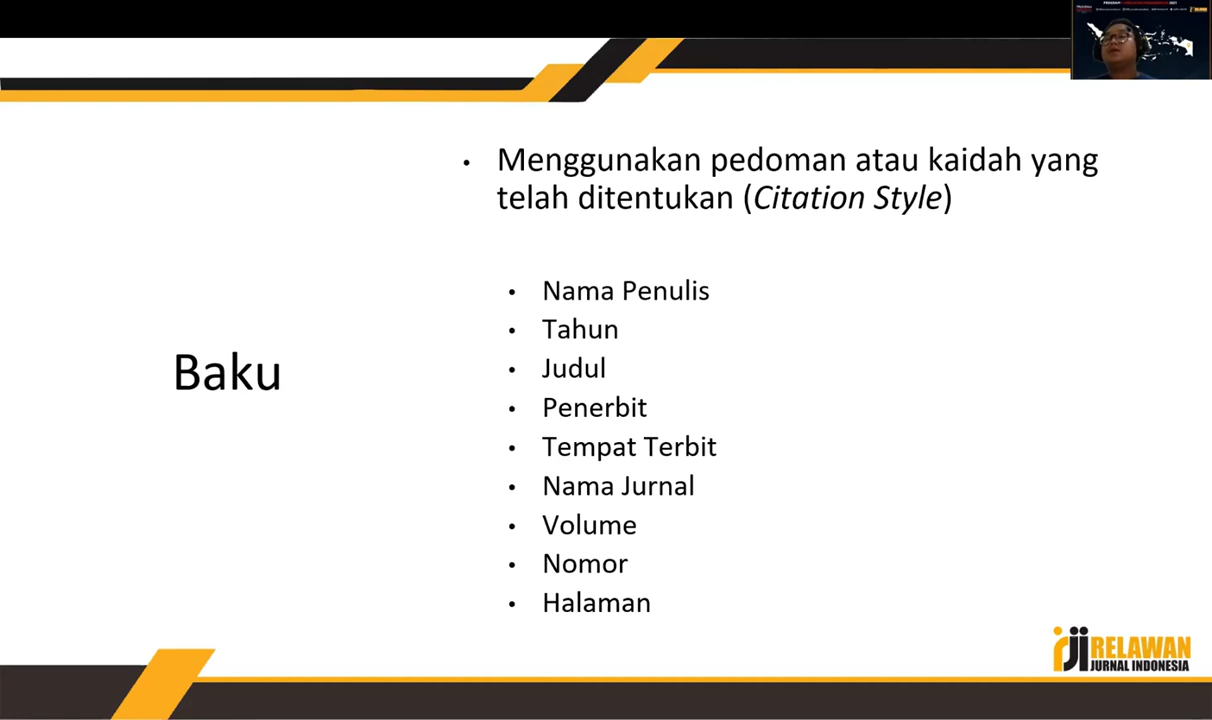 Menggunakan pedoman atau kaidah yang
telah ditentukan (Citation Style)
Baku
Nama Penulis
Tahun
Judul
Penerbit
Tempat Terbit
Nama Jurnal
Volume
Nomor
Halaman
RELAWAN
JURNAL INDONESIA